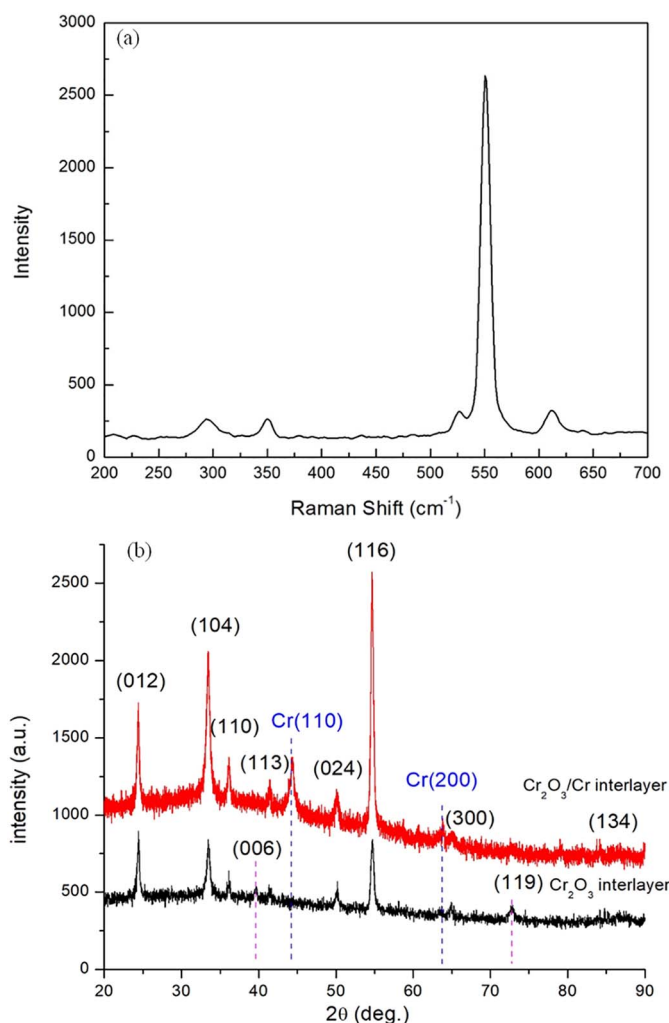 (a)
3000
2500
2000
1500
1000
500
0
Intensity
200 250 300 350 400 450 500 550 600 650 700
Raman Shift (cm⁻¹)
(b)
2500
2000
1500
1000
500
0
intensity (a.u.)
(116)
(104)
(012)
(110)
Cr(110)
(113)
(024)
Cr(200)
Cr₂O₃/Cr interlayer
(300)
(134)
(006)
(119) Cr₂O₃ interlayer
20 30 40 50 60 70 80 90
2θ (deg.)